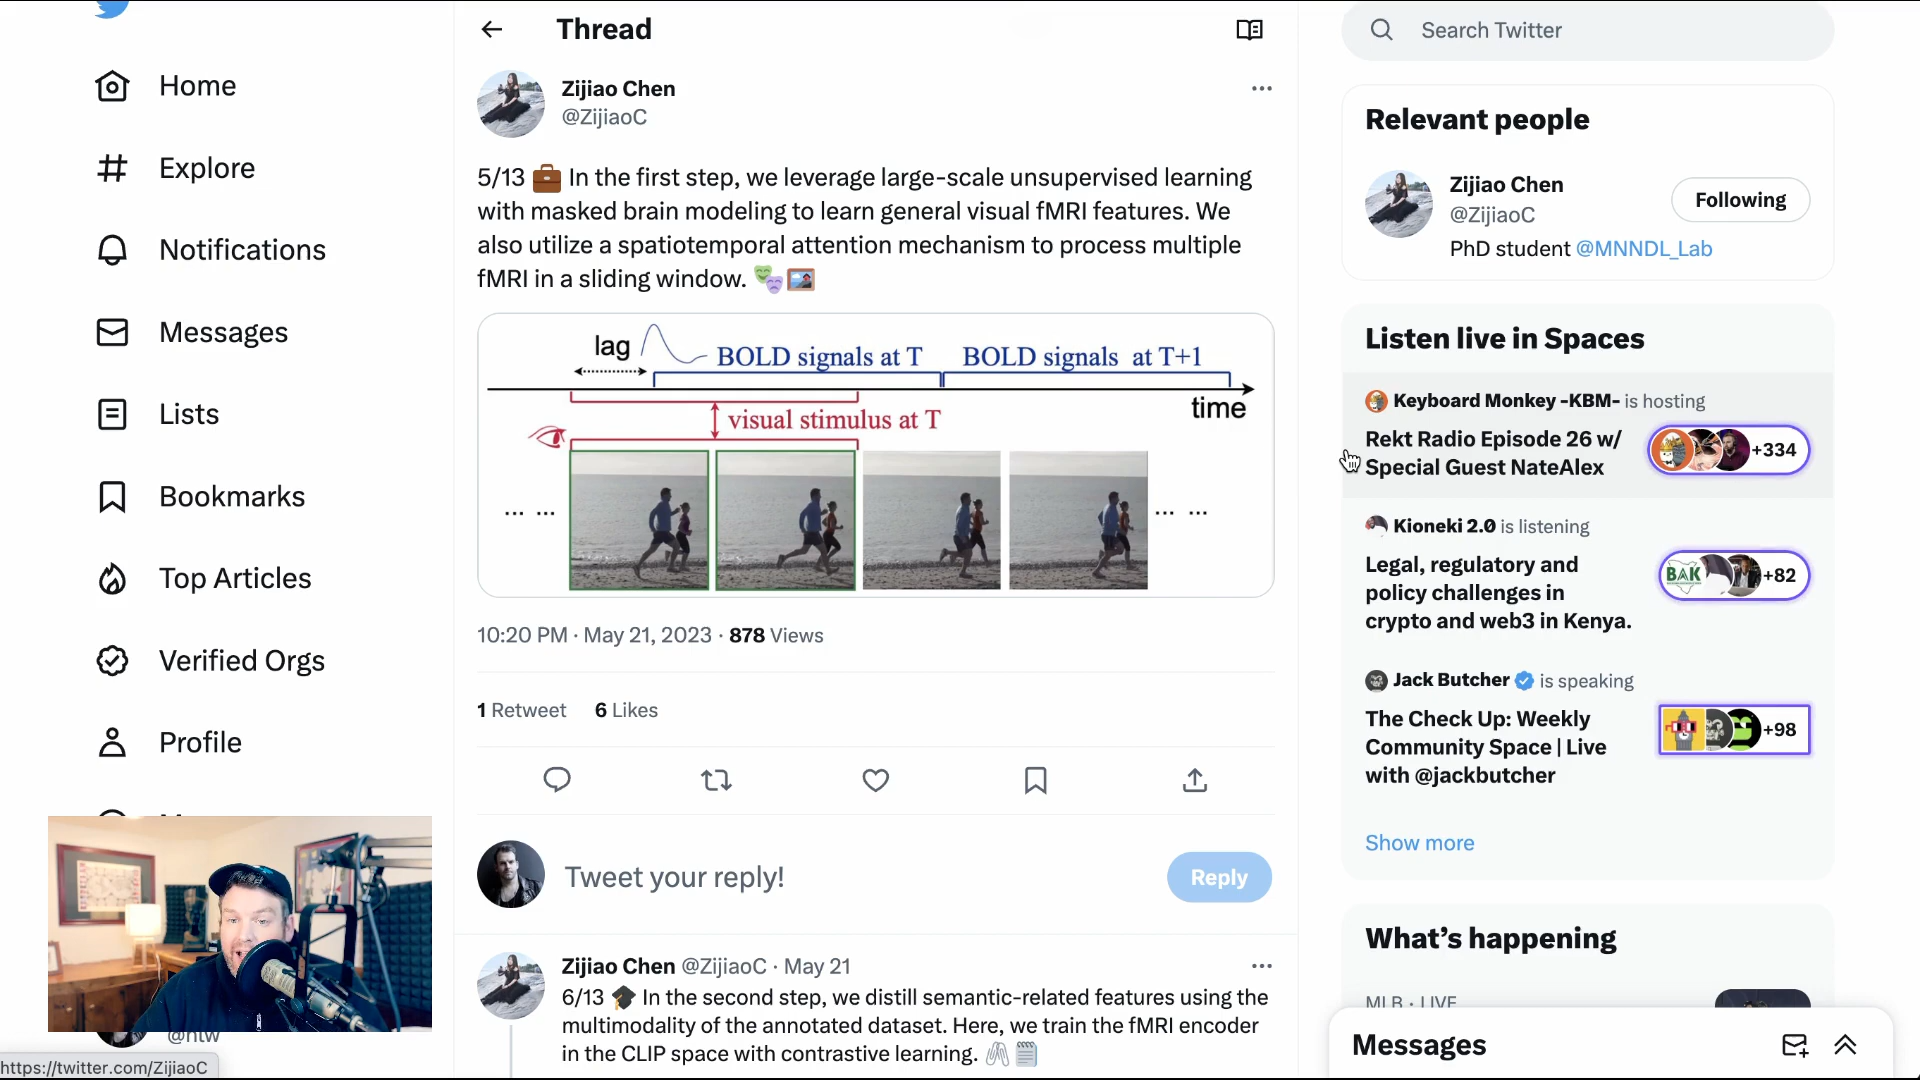 Home
Explore
Notifications
Messages
Lists
Bookmarks
Top Articles
Verified Orgs
Profile
@ntw
https://twitter.com/ZijiaoC
Thread
Zijiao Chen
@ZijiaoC
5/13 💼 In the first step, we leverage large-scale unsupervised learning
with masked brain modeling to learn general visual fMRI features. We
also utilize a spatiotemporal attention mechanism to process multiple
fMRI in a sliding window. 🎭🖼️
lag
BOLD signals at T
BOLD signals at T+1
time
visual stimulus at T
... ...
... ...
10:20 PM · May 21, 2023 · 878 Views
1 Retweet 6 Likes
Tweet your reply!
Reply
Zijiao Chen @ZijiaoC · May 21
6/13 🎓 In the second step, we distill semantic-related features using the
multimodality of the annotated dataset. Here, we train the fMRI encoder
in the CLIP space with contrastive learning. 🖇️🗒️
Search Twitter
Relevant people
Zijiao Chen
@ZijiaoC
Following
PhD student @MNNDL_Lab
Listen live in Spaces
Keyboard Monkey -KBM- is hosting
Rekt Radio Episode 26 w/
Special Guest NateAlex
+334
Kioneki 2.0 is listening
Legal, regulatory and
policy challenges in
crypto and web3 in Kenya.
BAK
+82
Jack Butcher is speaking
The Check Up: Weekly
Community Space | Live
with @jackbutcher
+98
Show more
What's happening
MLB · LIVE
Messages